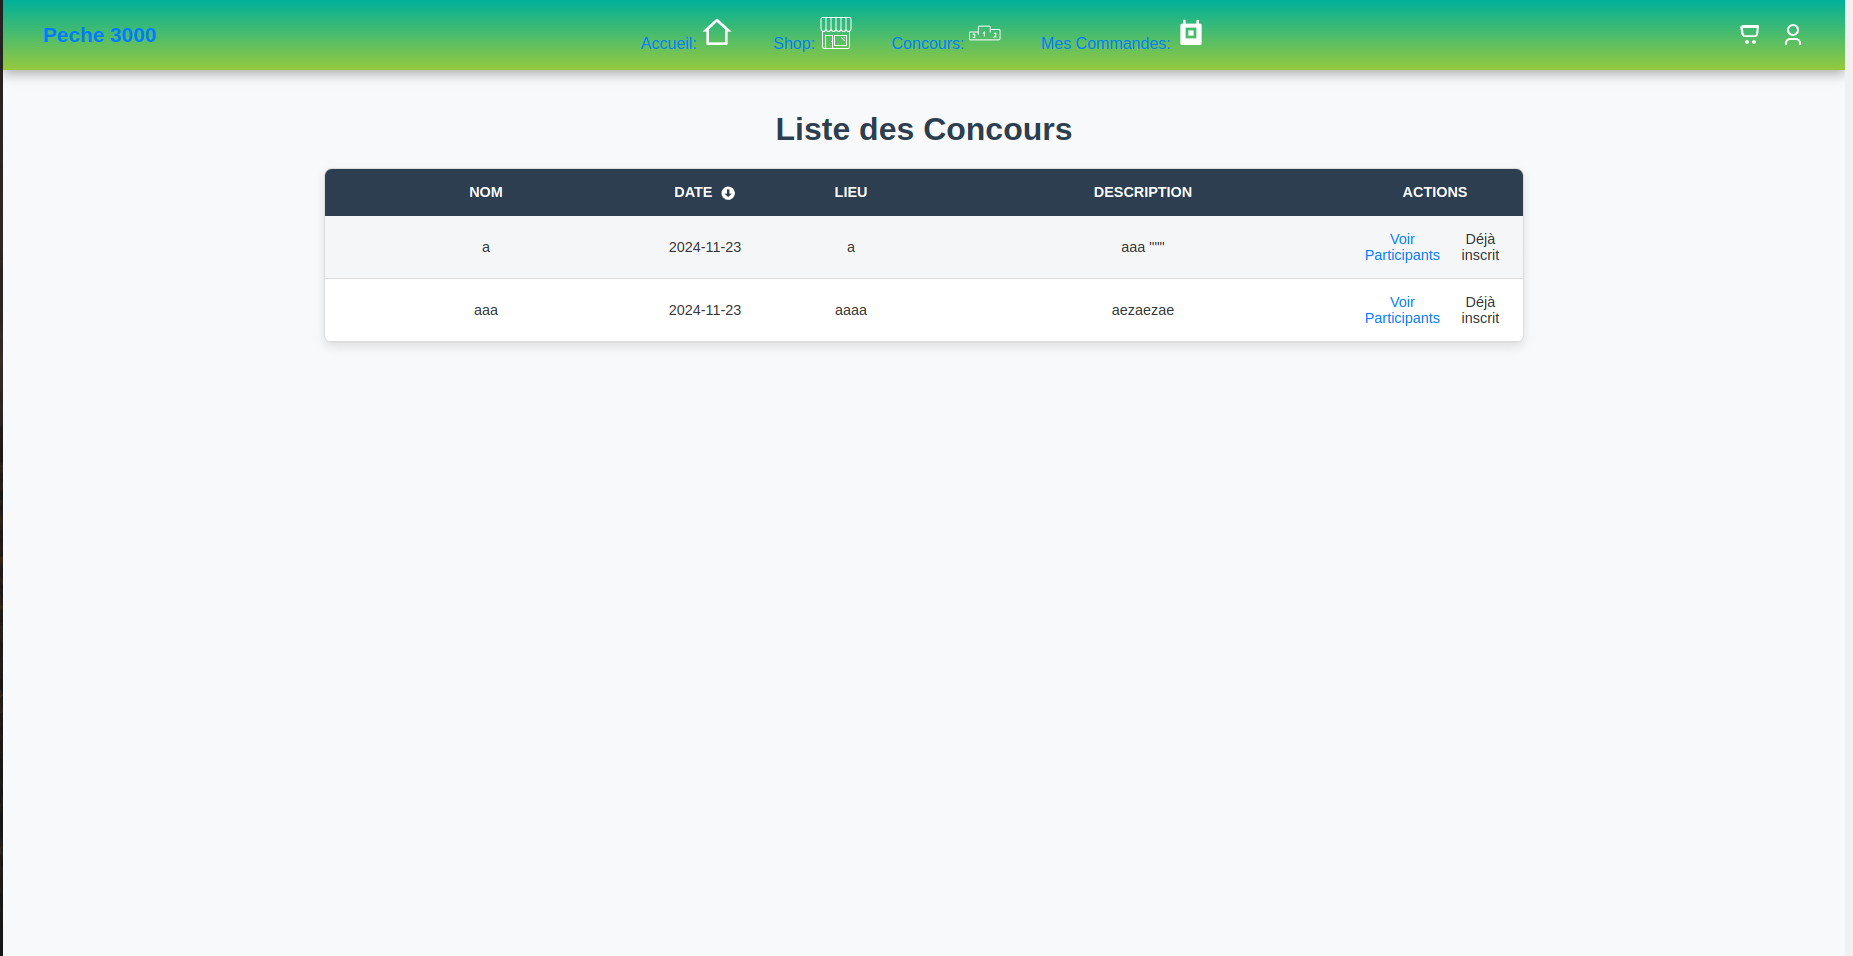 Peche 3000
Accueil:
Shop:
Concours:
Mes Commandes:
Liste des Concours
NOM DATE LIEU DESCRIPTION ACTIONS
a 2024-11-23 a aaa """ Voir Participants Déjà inscrit
aaa 2024-11-23 aaaa aezaezae Voir Participants Déjà inscrit